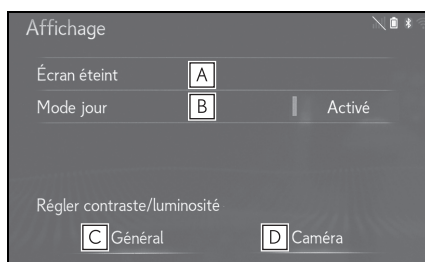 Affichage
Écran éteint A
Mode jour B Activé
Régler contraste/luminosité
C Général D Caméra